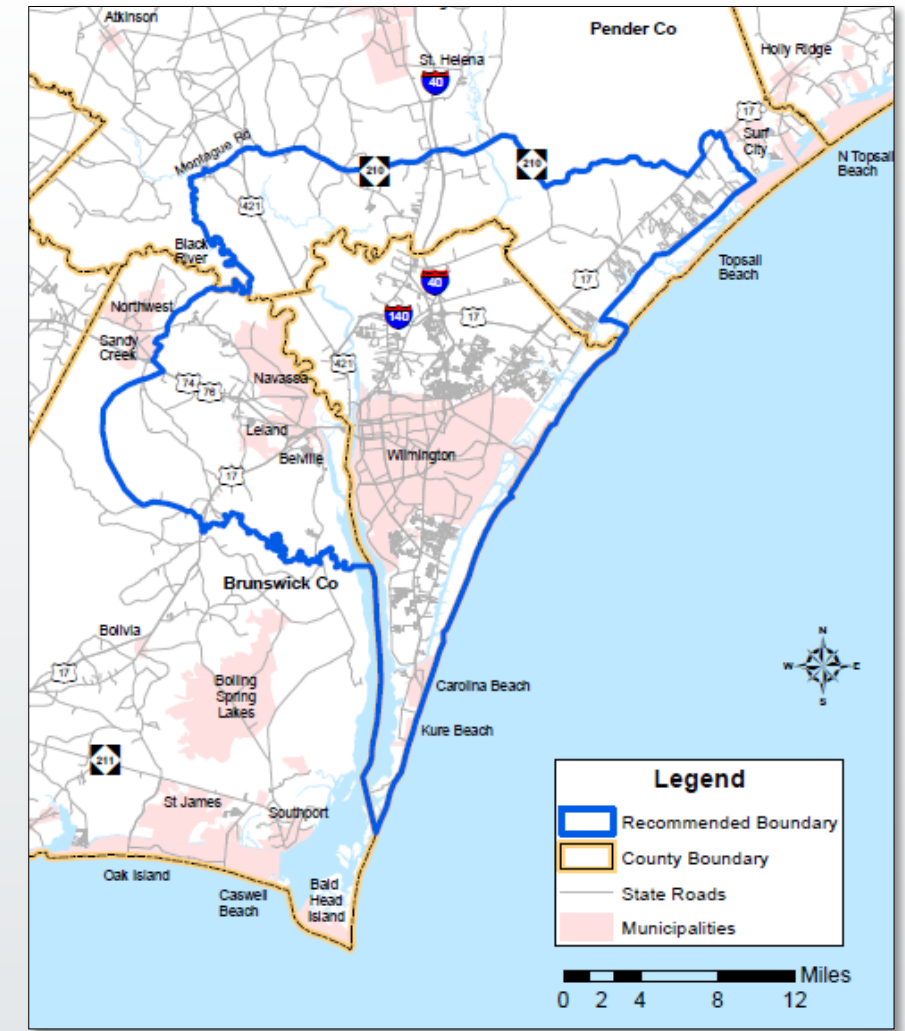 Atkinson
Pender Co
Holly Ridge
St. Helena
40
17
Surf
City
N Topsail
Beach
Montague Rd
210
210
421
Black
River
Topsail
Beach
40
17
Northwest
140
17
Sandy
Creek
421
74
76
Navassa
Leland
Belville
Wilmington
17
Brunswick Co
Bolivia
17
Boiling
Spring
Lakes
N
W
E
S
Carolina Beach
Kure Beach
211
St James
Southport
Oak Island
Caswell
Beach
Bald
Head
Island
Legend
Recommended Boundary
County Boundary
State Roads
Municipalities
Miles
0 2 4 8 12